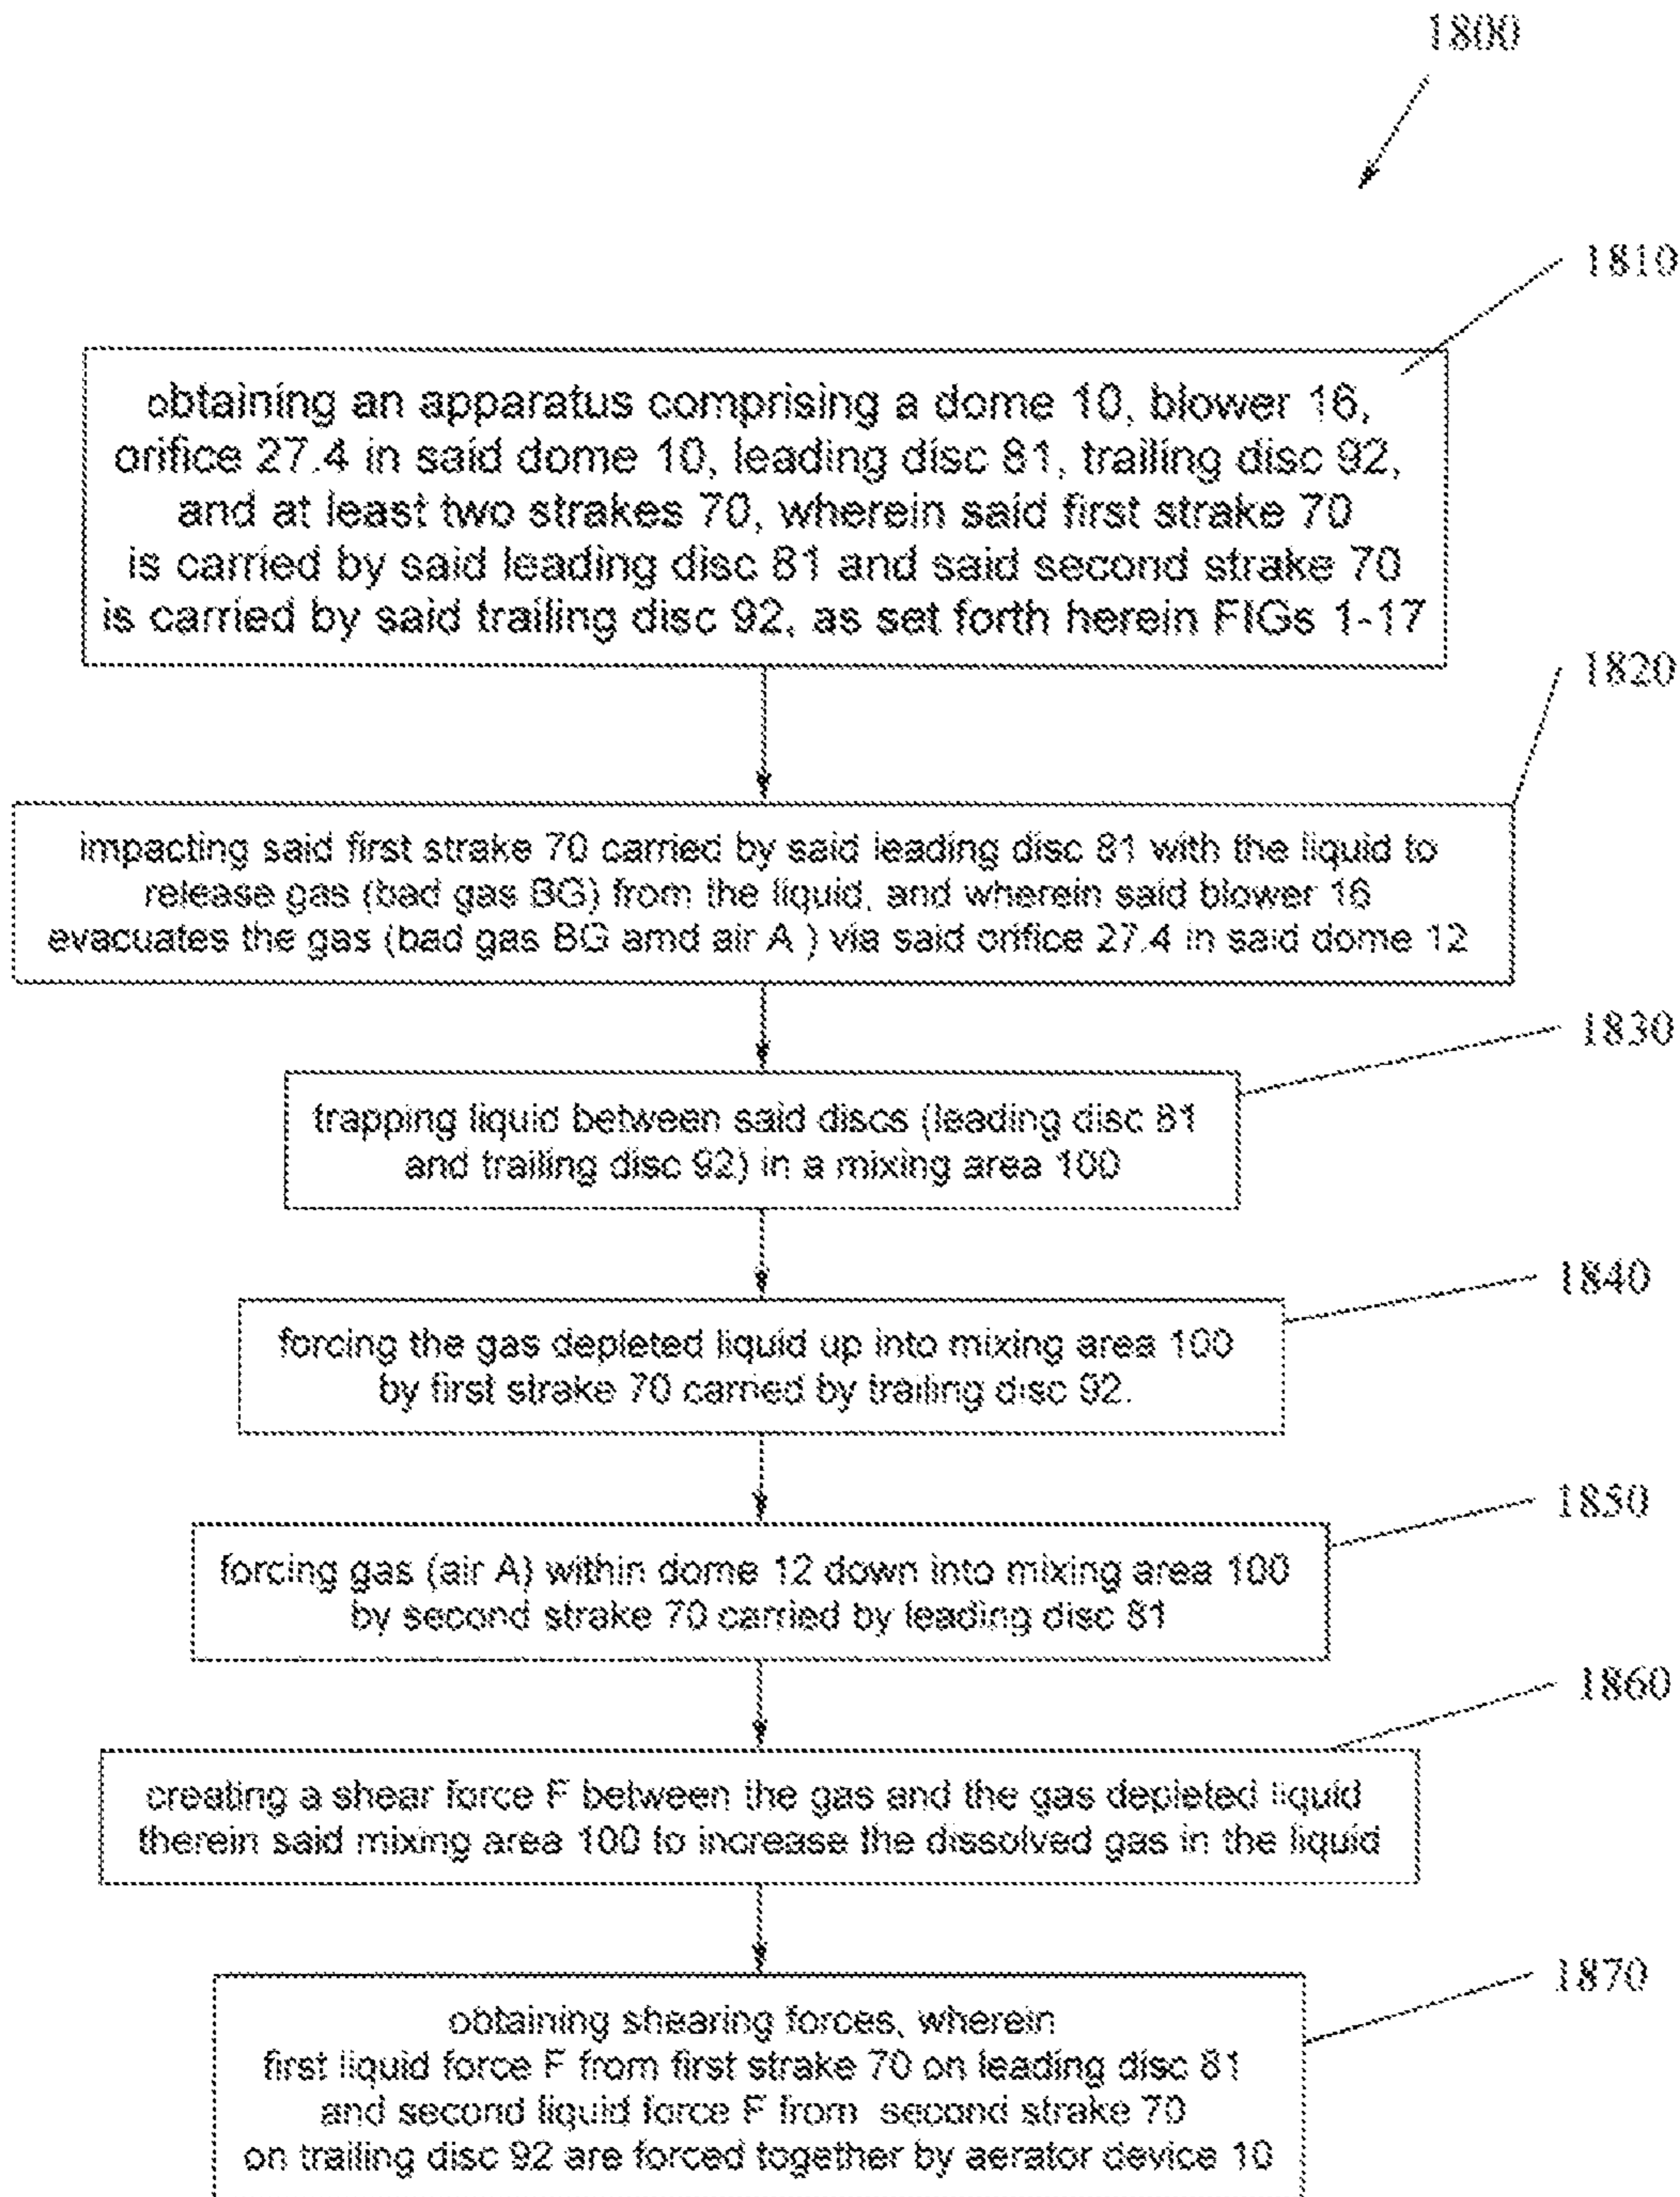 1800
1810
obtaining an apparatus comprising a dome 10, blower 16,
orifice 27.4 in said dome 10, leading disc 81, trailing disc 92,
and at least two strakes 70, wherein said first strake 70
is carried by said leading disc 81 and said second strake 70
is carried by said trailing disc 92, as set forth herein FIGs 1-17
1820
impacting said first strake 70 carried by said leading disc 81 with the liquid to
release gas (bad gas BG) from the liquid, and wherein said blower 16
evacuates the gas (bad gas BG amd air A ) via said orifice 27.4 in said dome 12
1830
trapping liquid between said discs (leading disc 81
and trailing disc 92) in a mixing area 100
1840
forcing the gas depleted liquid up into mixing area 100
by first strake 70 carried by trailing disc 92.
1850
forcing gas (air A) within dome 12 down into mixing area 100
by second strake 70 carried by leading disc 81
1860
creating a shear force F between the gas and the gas depleted liquid
therein said mixing area 100 to increase the dissolved gas in the liquid
1870
obtaining shearing forces, wherein
first liquid force F from first strake 70 on leading disc 81
and second liquid force F from second strake 70
on trailing disc 92 are forced together by aerator device 10